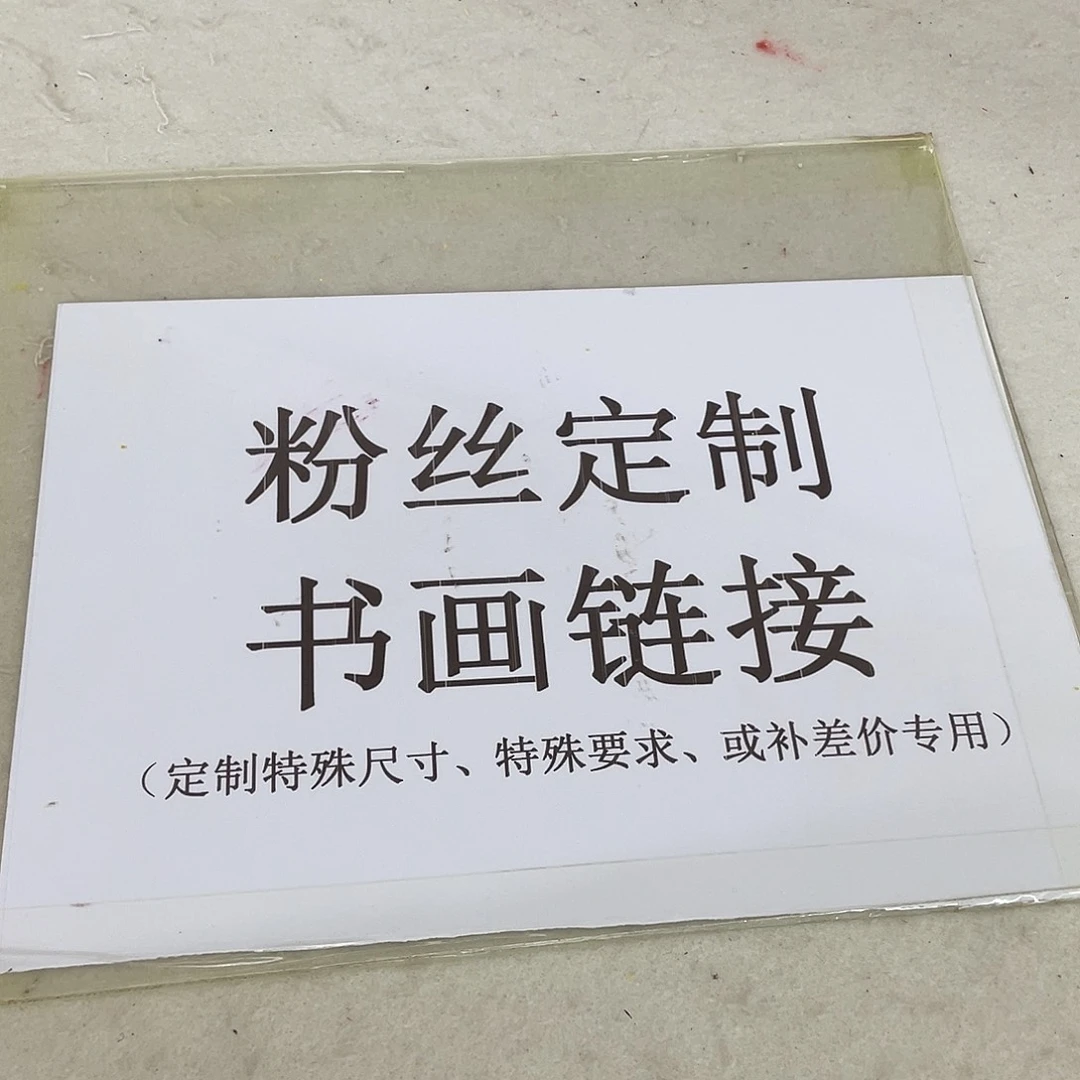 粉丝定制
书画链接
（定制特殊尺寸、特殊要求、或补差价专用）